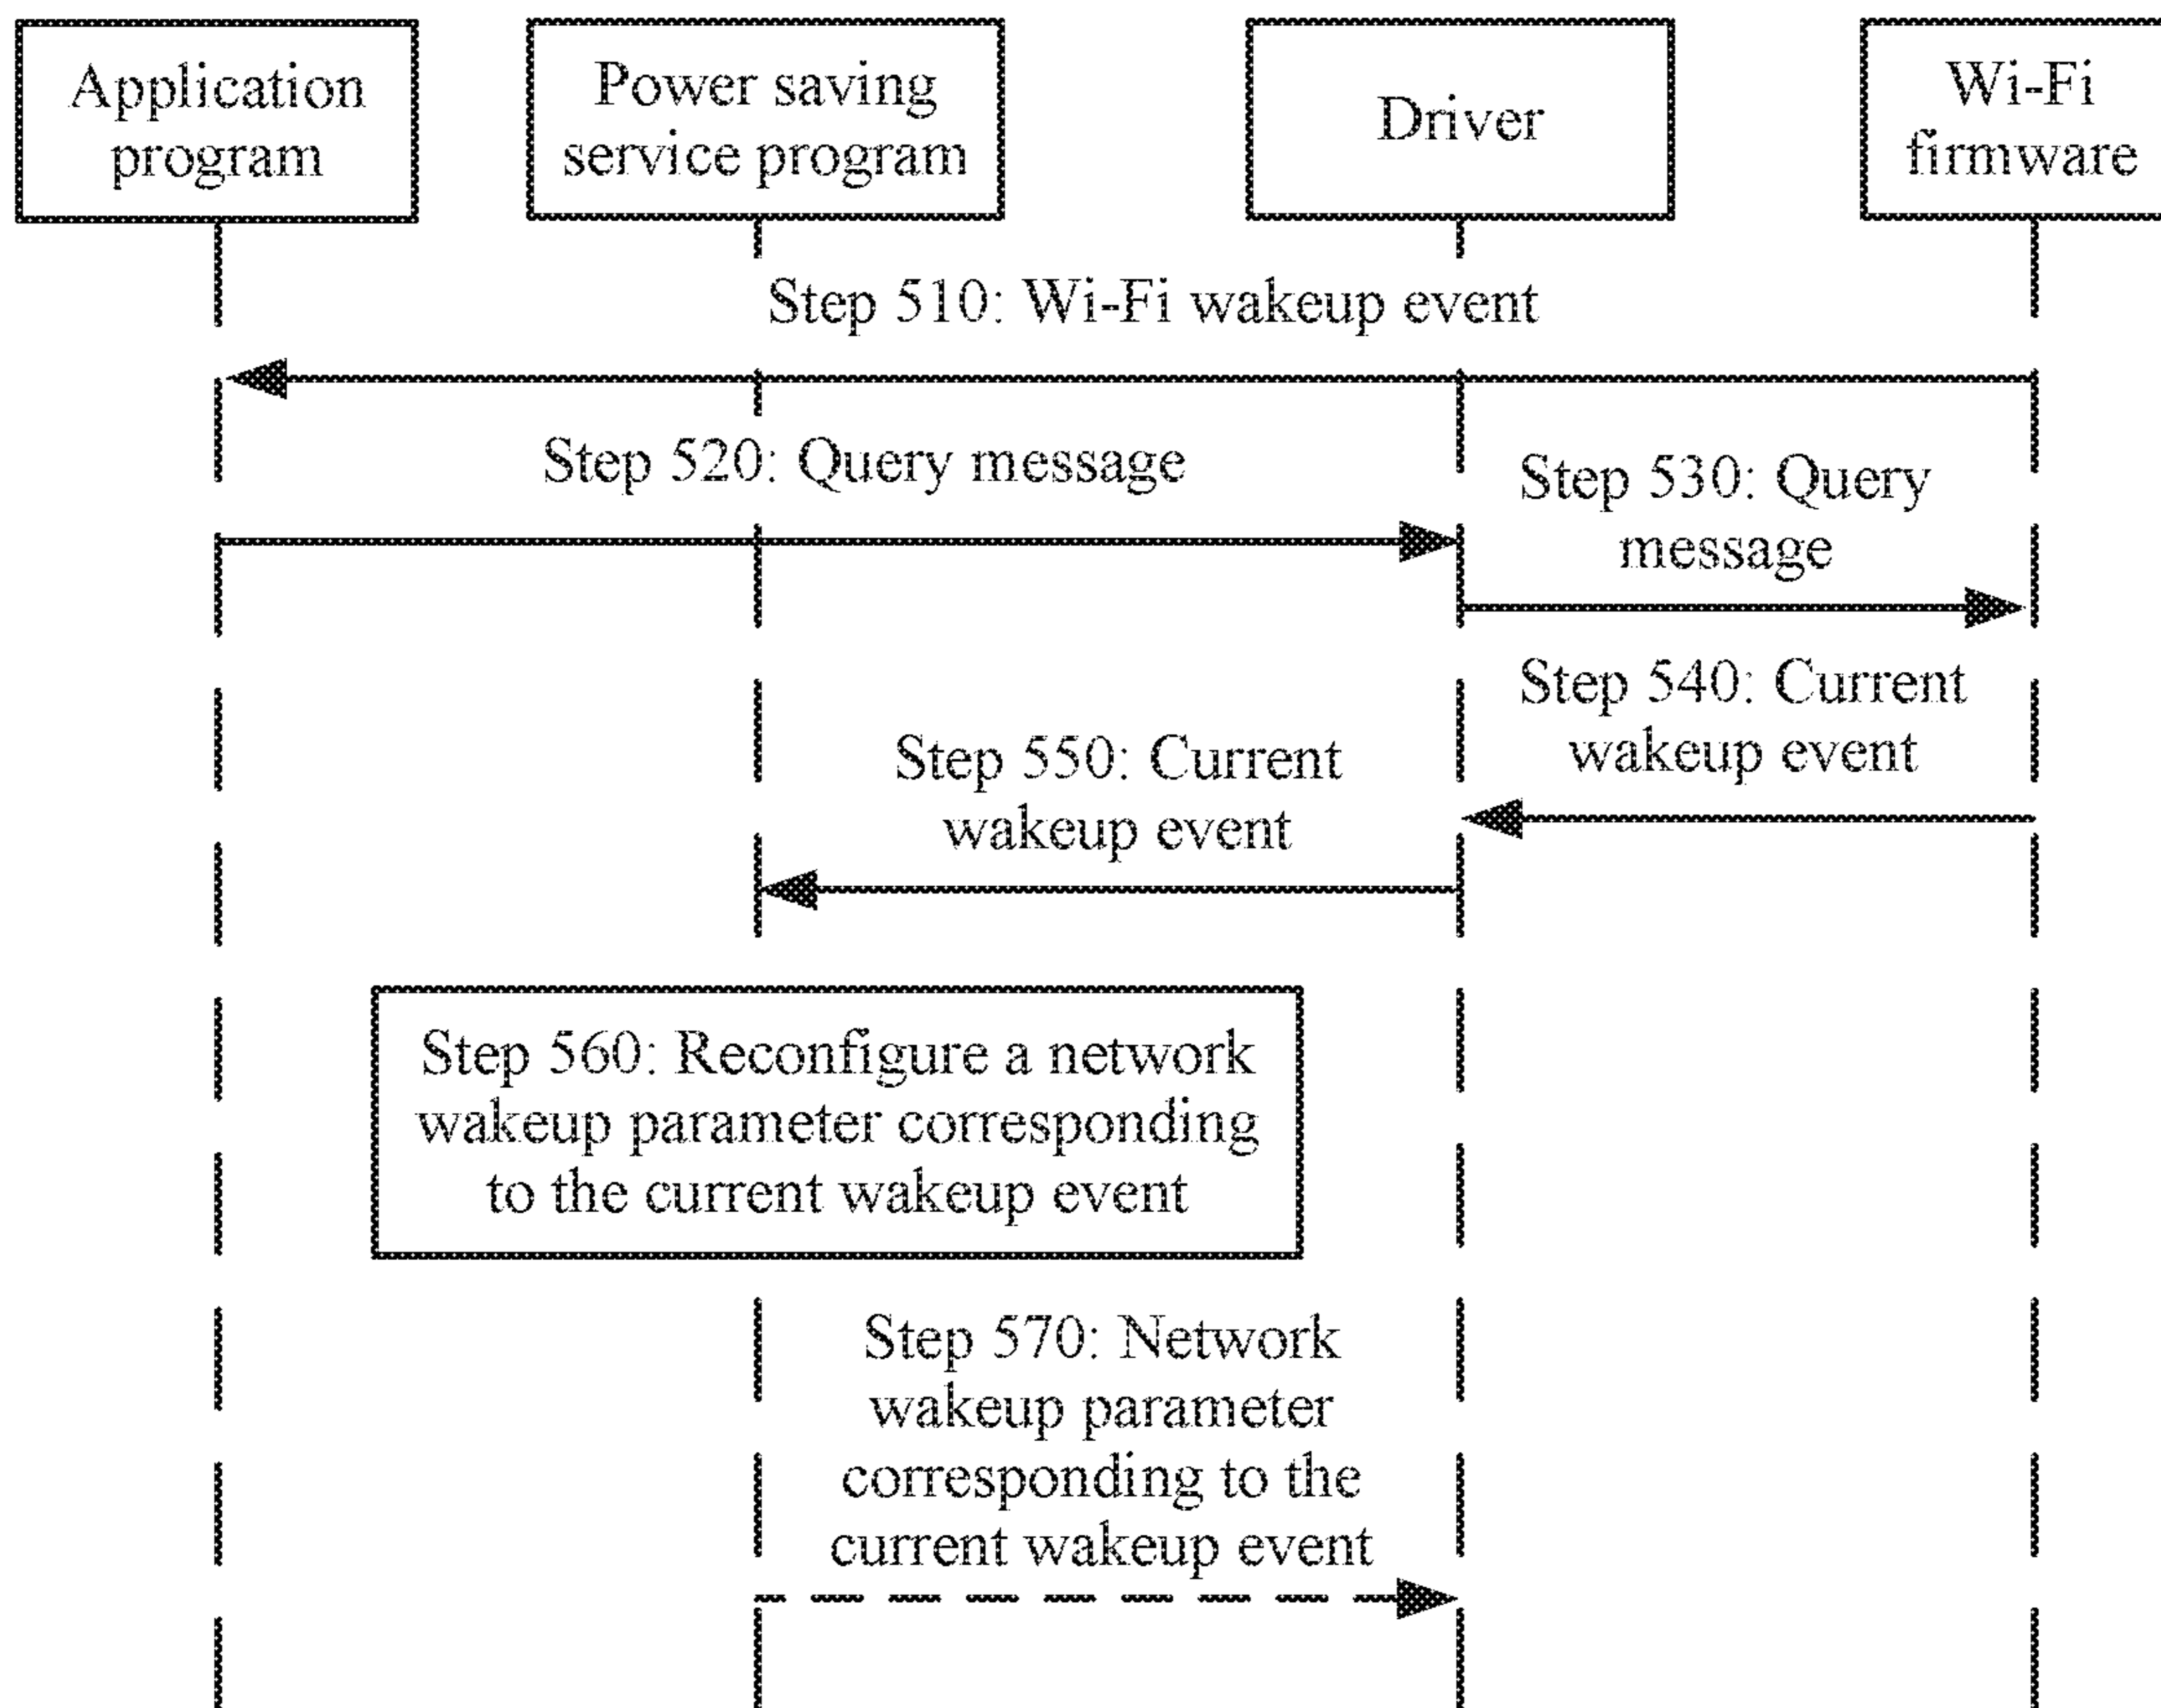 Application
program
Power saving
service program
Driver
Wi-Fi
firmware
Step 510: Wi-Fi wakeup event
Step 520: Query message
Step 530: Query
message
Step 540: Current
wakeup event
Step 550: Current
wakeup event
Step 560: Reconfigure a network
wakeup parameter corresponding
to the current wakeup event
Step 570: Network
wakeup parameter
corresponding to the
current wakeup event